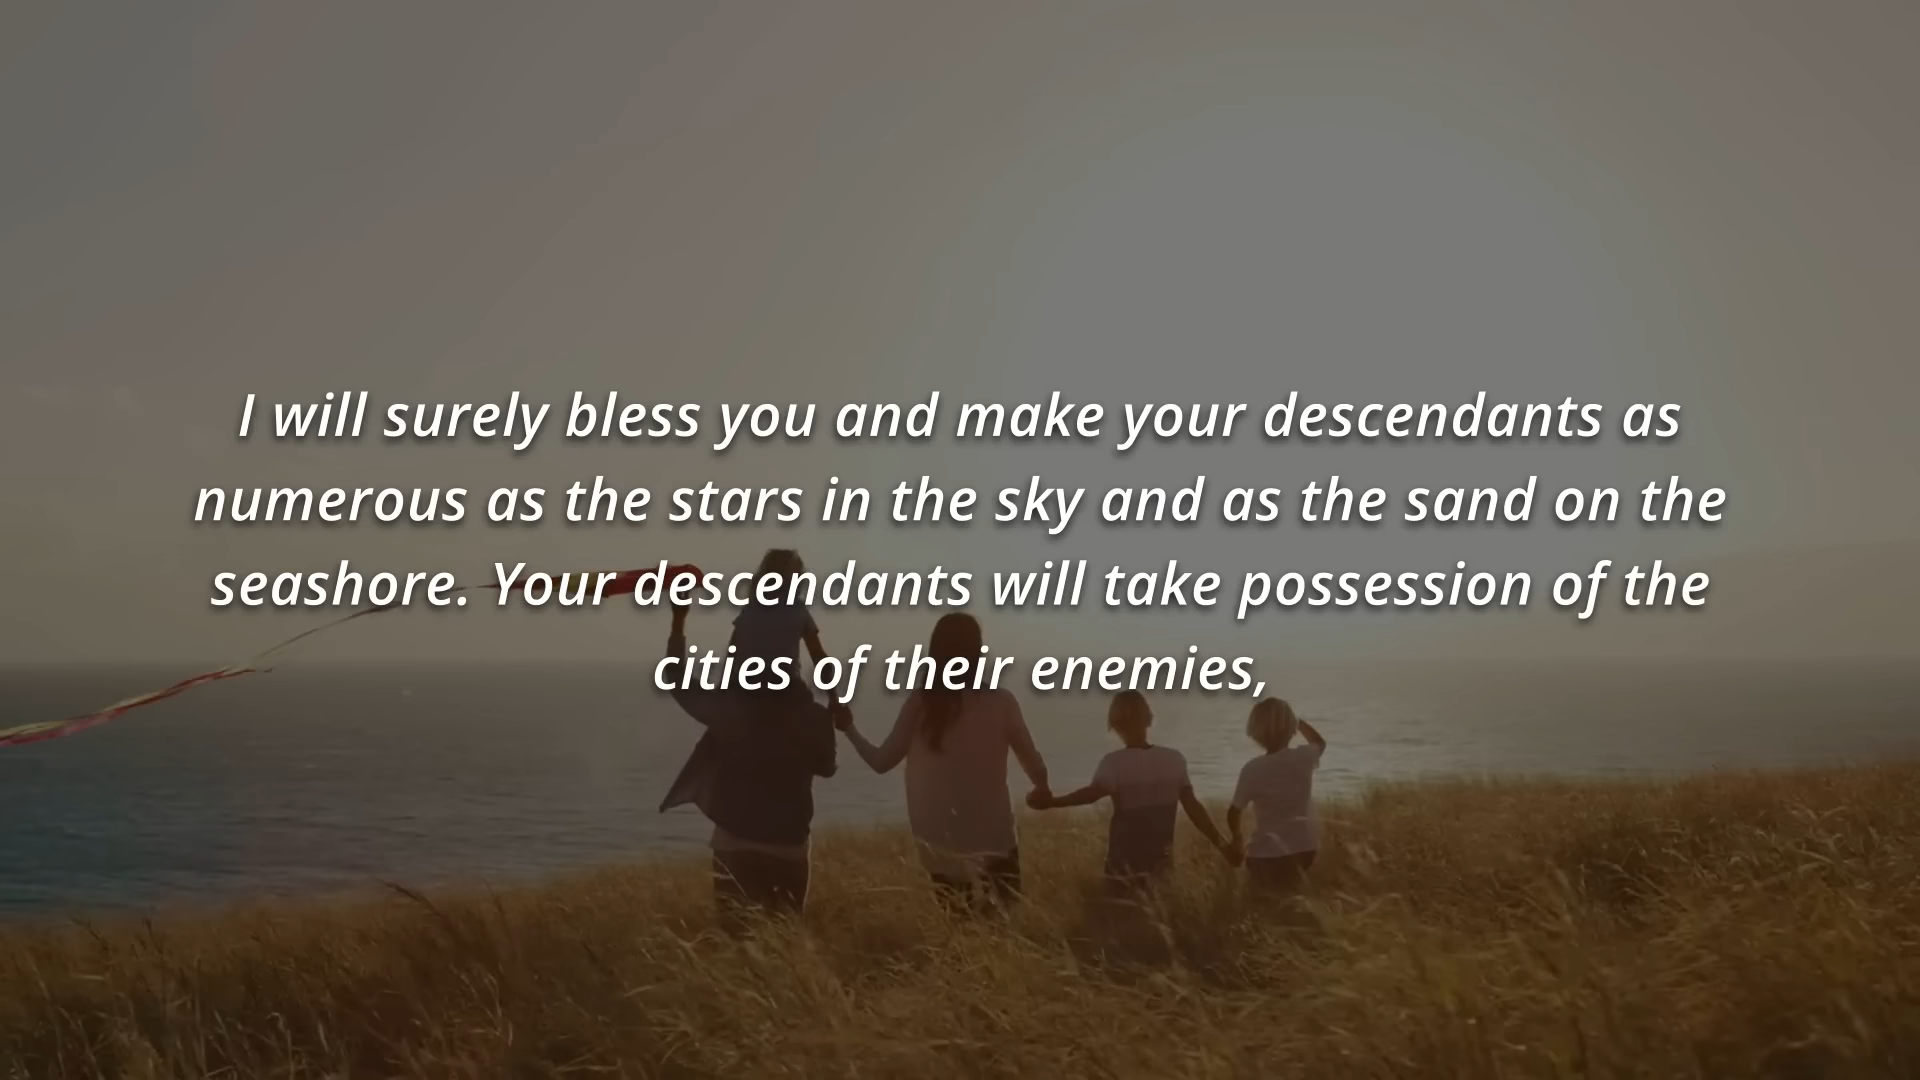 I will surely bless you and make your descendants as
numerous as the stars in the sky and as the sand on the
seashore. Your descendants will take possession of the
cities of their enemies,